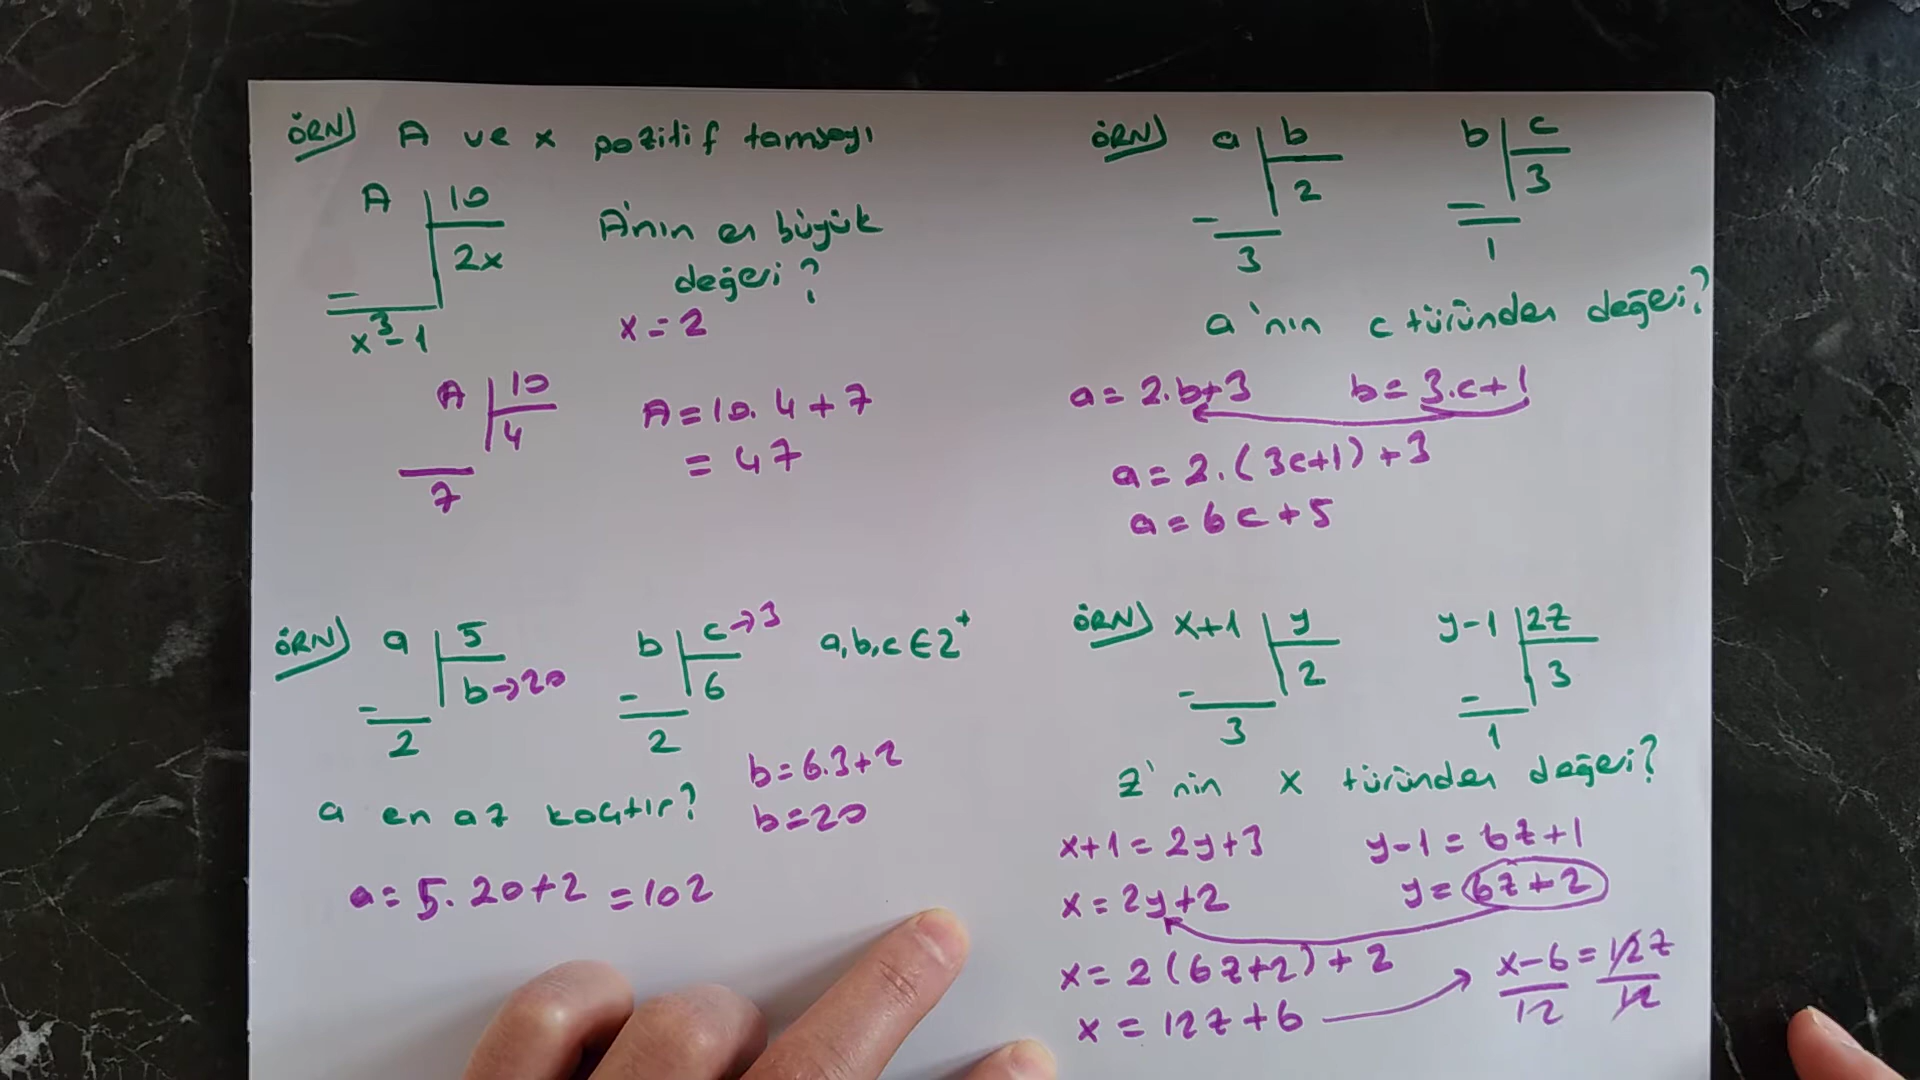 ÖRN) A ve x pozitif tamsayı
A | 10
2x
x³-1
A'nın en büyük
değeri?
x = 2
A | 10
4
7
A = 10.4+7
= 47
ÖRN) a | b
2
3
b | c
3
1
a'nın c türünden değeri?
a = 2.b+3
b = 3.c+1
a = 2.(3c+1)+3
a = 6c+5
ÖRN) a | 5
b→20
2
b | c→3
6
2
a,b,c ∈ Z⁺
a en az kaçtır?
b = 6.3+2
b = 20
a = 5.20+2 = 102
ÖRN) x+1 | y
2
3
y-1 | 2z
3
1
z'nin x türünden değeri?
x+1 = 2y+3
y-1 = 6z+1
x = 2y+2
y = 6z+2
x = 2(6z+2)+2
x = 12z+6 →
x-6 = 12z
12 12